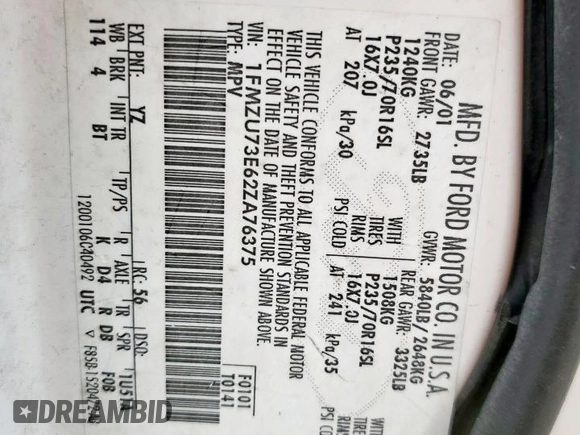 MFD. BY FORD MOTOR CO. IN U.S.A.
DATE: 06/01 GVWR: 5840LB/ 2648KG
FRONT GAWR: 2735LB REAR GAWR: 3325LB
1240KG WITH 1508KG WITH
P235/70R16SL TIRES P235/70R16SL
16X7.0J RIMS 16X7.0J
AT 207 kPa/30 PSI COLD AT 241 kPa/35
THIS VEHICLE CONFORMS TO ALL APPLICABLE FEDERAL MOTOR
VEHICLE SAFETY AND THEFT PREVENTION STANDARDS IN
EFFECT ON THE DATE OF MANUFACTURE SHOWN ABOVE.
VIN: 1FMZU73E62ZA76375 F0101
TYPE: MPV T0141
EXT PNT: YZ RC: 56 DSO:
WB BRK INT TR TP/PS R AXLE TR SPR
114 4 BT K D4 R DB F0B
1200106C40492 UTC
DREAMBID